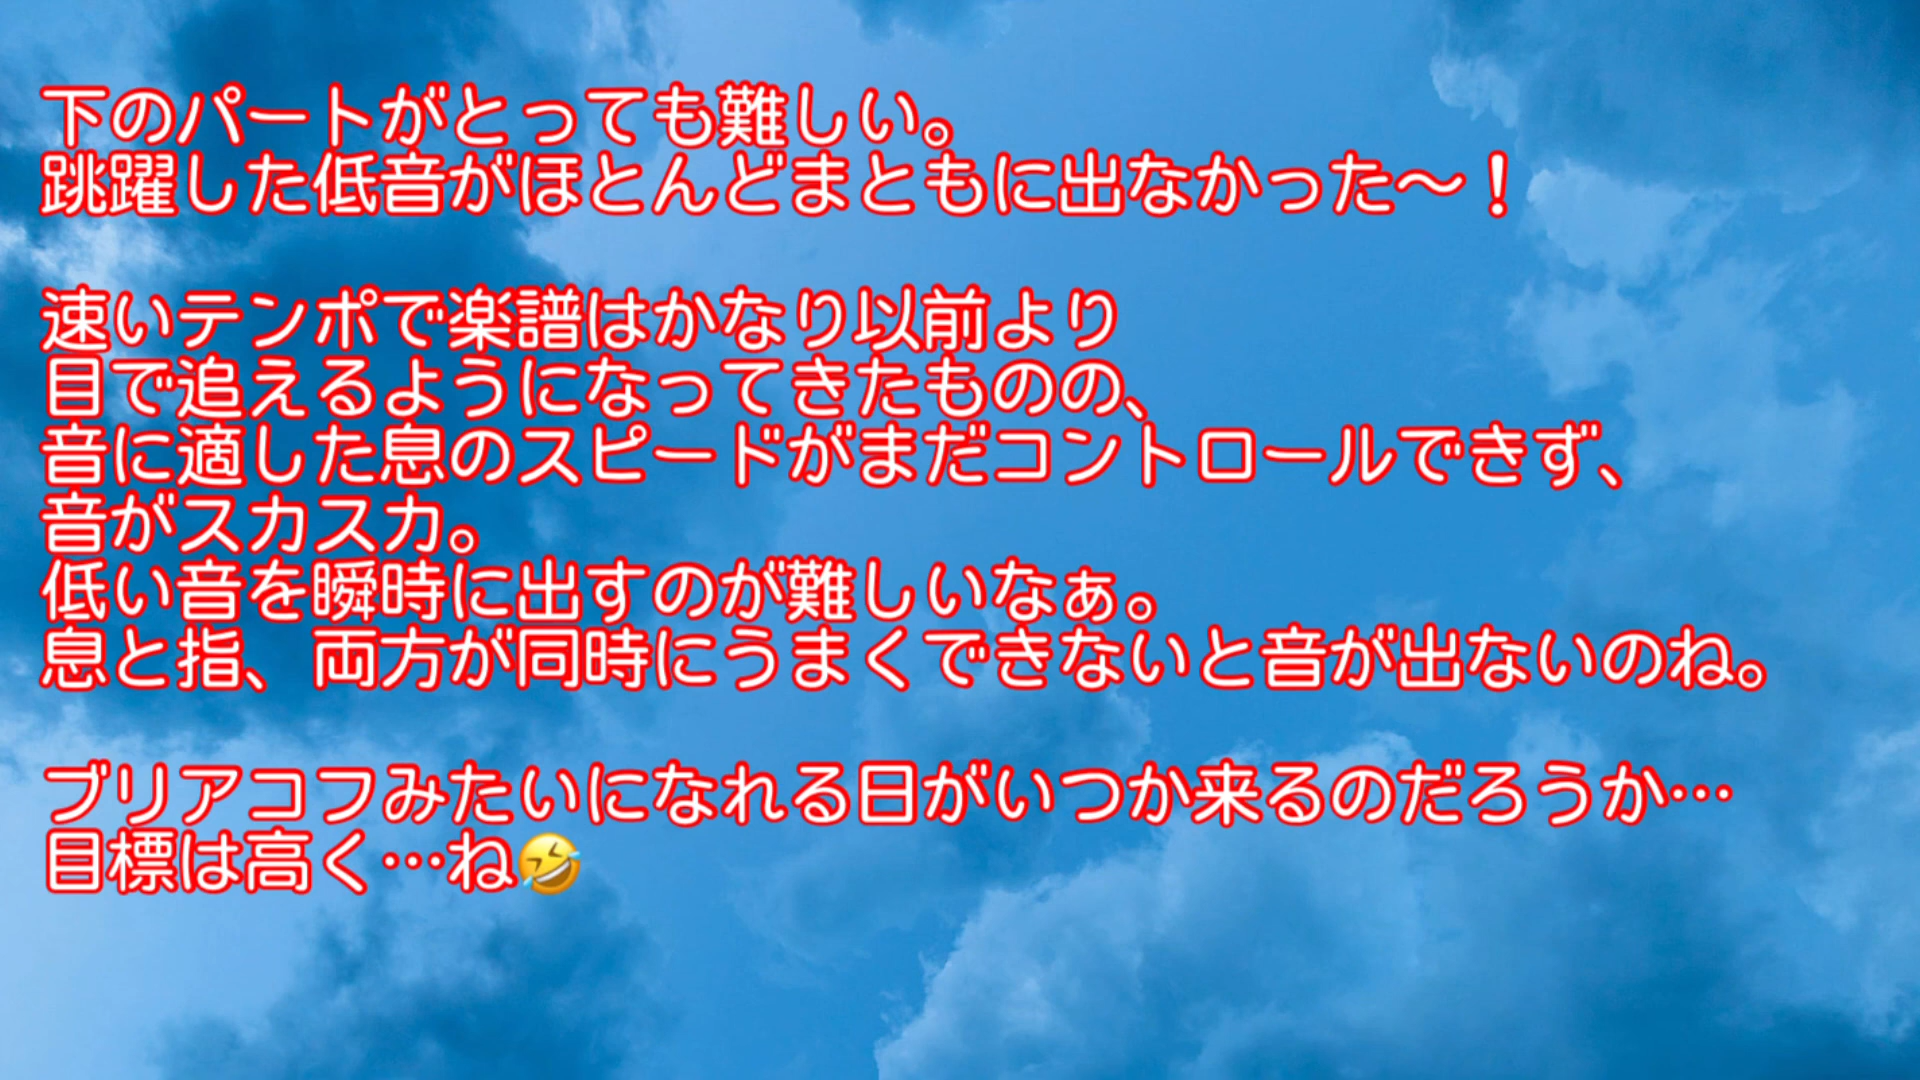 下のパートがとっても難しい。
跳躍した低音がほとんどまともに出なかった〜！
速いテンポで楽譜はかなり以前より
目で追えるようになってきたものの、
音に適した息のスピードがまだコントロールできず、
音がスカスカ。
低い音を瞬時に出すのが難しいなぁ。
息と指、両方が同時にうまくできないと音が出ないのね。
ブリアコフみたいになれる日がいつか来るのだろうか…
目標は高く…ね🤣